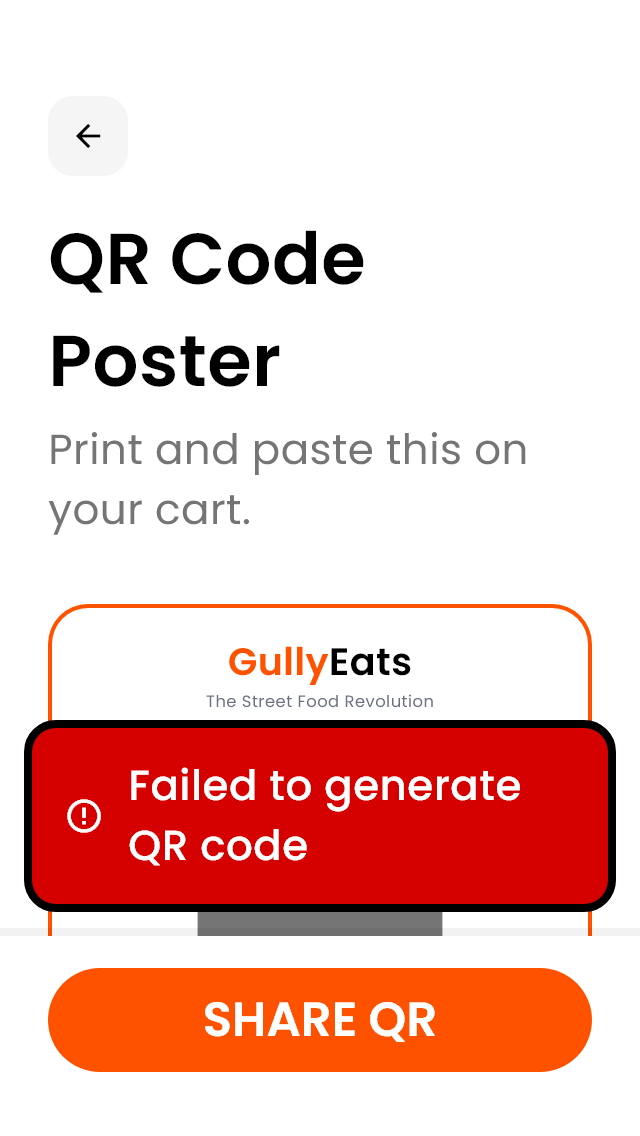 QR Code
Poster
Print and paste this on
your cart.
GullyEats
The Street Food Revolution
Failed to generate
QR code
SHARE QR